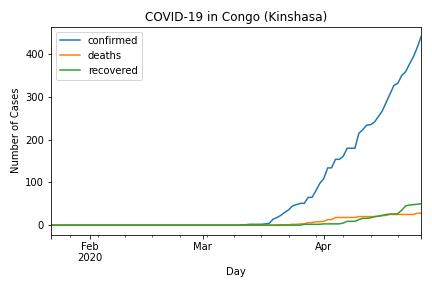 COVID-19 in Congo (Kinshasa)
confirmed
deaths
recovered
Number of Cases
400
300
200
100
0
Feb
2020
Mar
Apr
Day